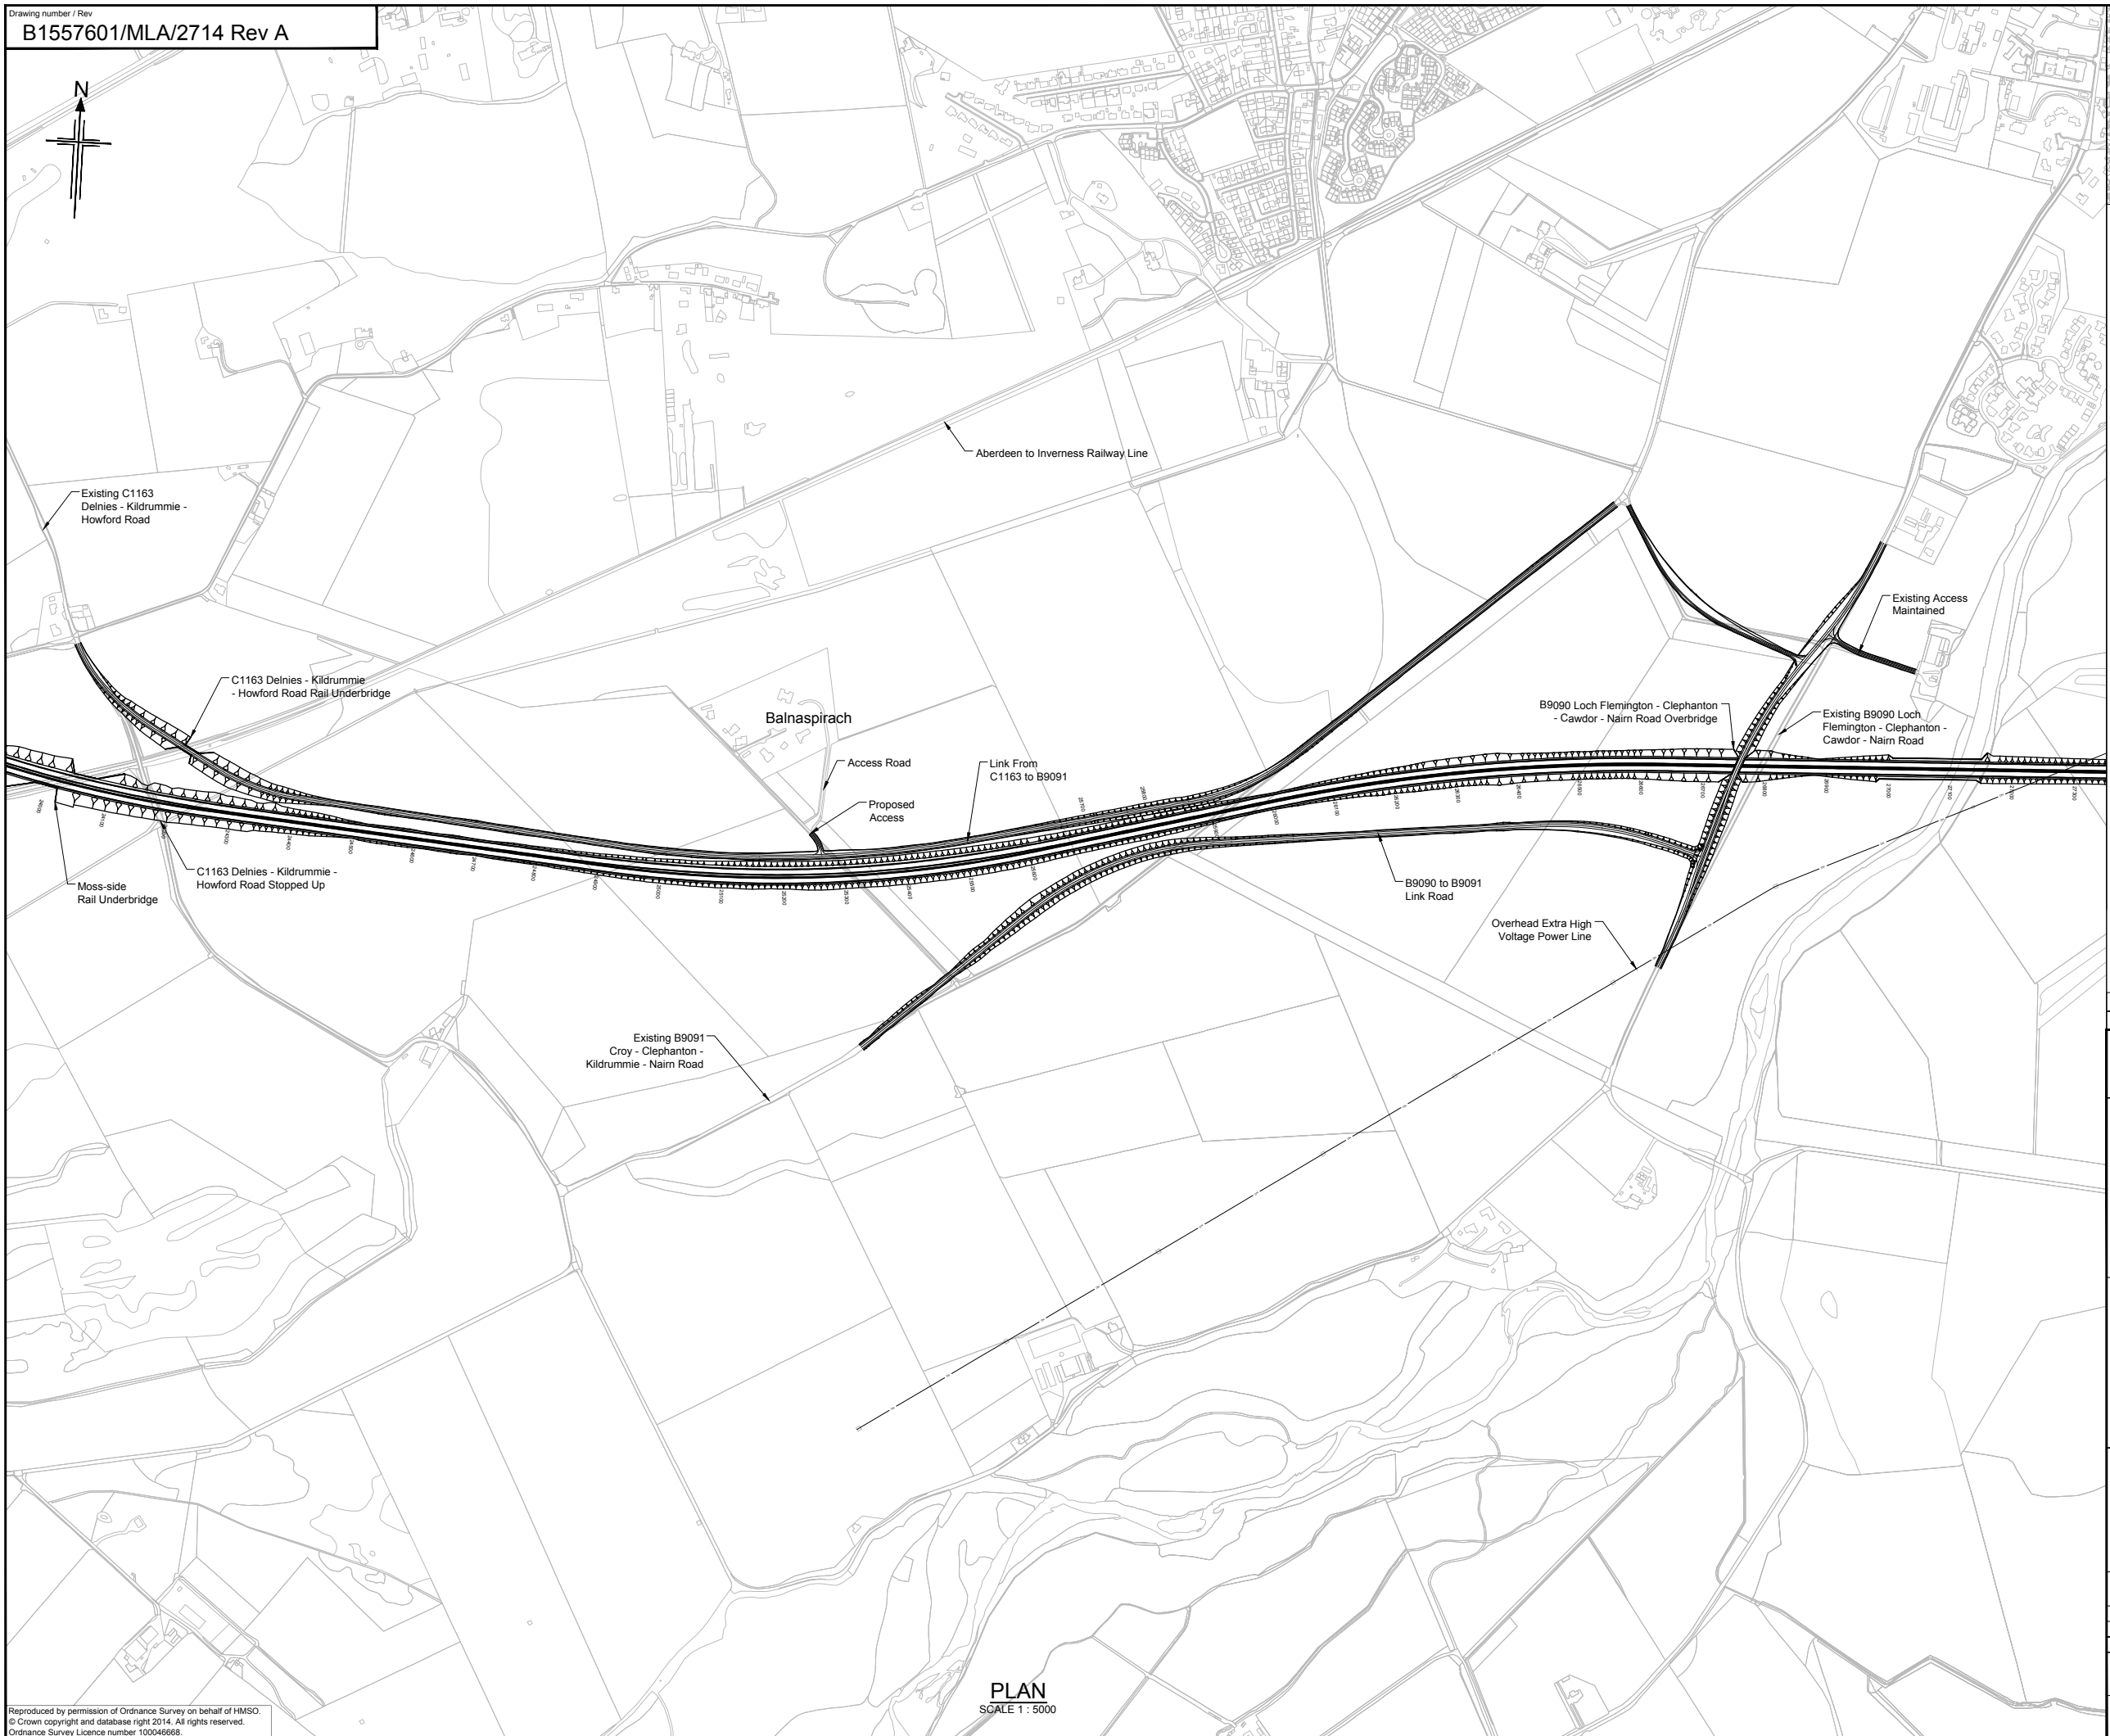 Drawing number / Rev
B1557601/MLA/2714 Rev A
N
Aberdeen to Inverness Railway Line
Existing C1163
Delnies - Kildrummie -
Howford Road
Existing Access
Maintained
C1163 Delnies - Kildrummie
- Howford Road Rail Underbridge
Balnaspirach
B9090 Loch Flemington - Clephanton
- Cawdor - Nairn Road Overbridge
Existing B9090 Loch
Flemington - Clephanton -
Cawdor - Nairn Road
Access Road
Link From
C1163 to B9091
Proposed
Access
C1163 Delnies - Kildrummie -
Howford Road Stopped Up
Moss-side
Rail Underbridge
B9090 to B9091
Link Road
Overhead Extra High
Voltage Power Line
Existing B9091
Croy - Clephanton -
Kildrummie - Nairn Road
PLAN
SCALE 1 : 5000
Reproduced by permission of Ordnance Survey on behalf of HMSO.
© Crown copyright and database right 2014. All rights reserved.
Ordnance Survey Licence number 100046668.